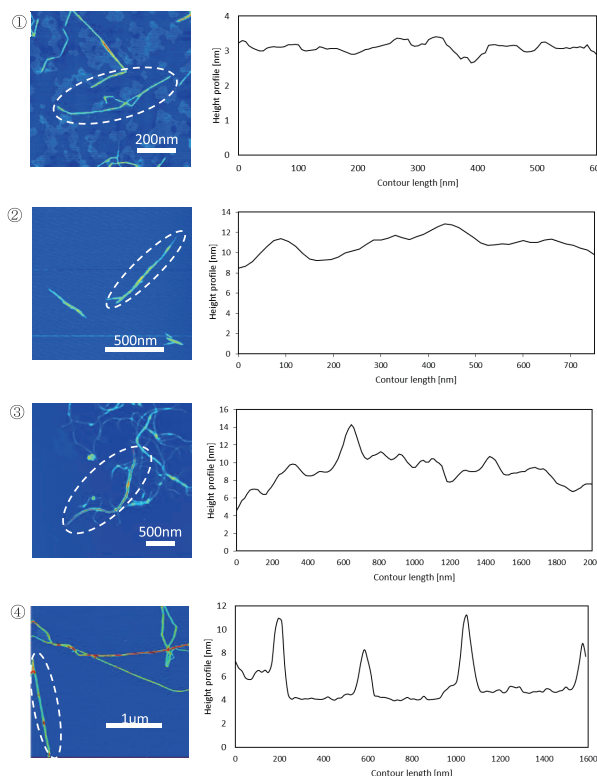 ①
200nm
Height profile [nm]
4
3
2
1
0
0 100 200 300 400 500 600
Contour length [nm]
②
500nm
Height profile [nm]
14
12
10
8
6
4
2
0
0 100 200 300 400 500 600 700
Contour length [nm]
③
500nm
Height profile [nm]
16
14
12
10
8
6
4
2
0
0 200 400 600 800 1000 1200 1400 1600 1800 2000
Contour length [nm]
④
1um
Height profile [nm]
12
10
8
6
4
2
0
0 200 400 600 800 1000 1200 1400 1600
Contour length [nm]